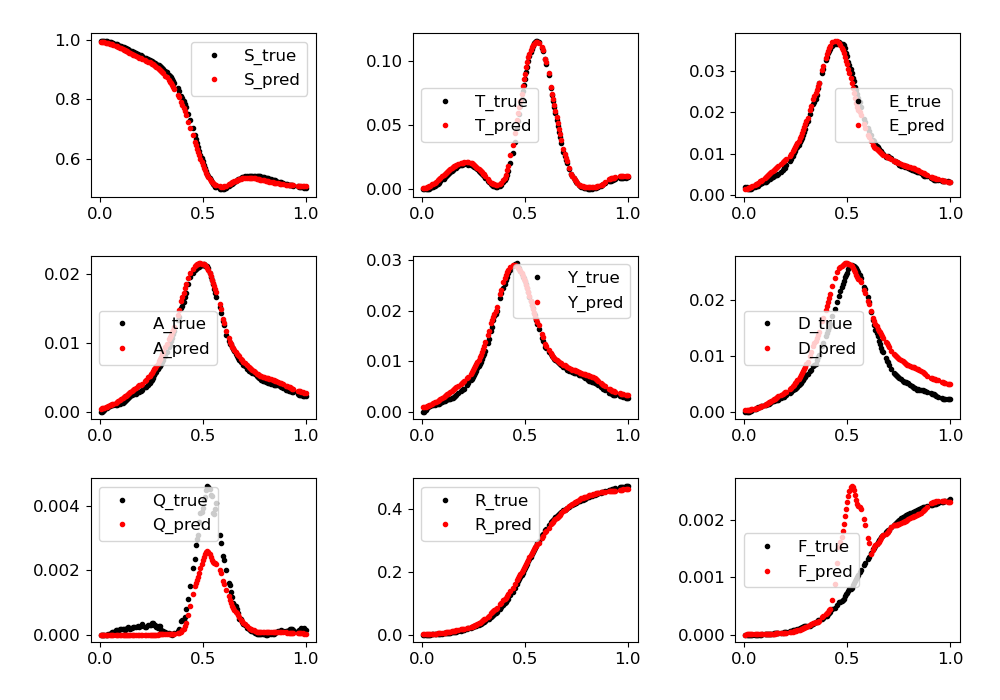 1.0
0.8
0.6
S_true
S_pred
0.0 0.5 1.0
0.10
0.05
0.00
T_true
T_pred
0.0 0.5 1.0
0.03
0.02
0.01
0.00
E_true
E_pred
0.0 0.5 1.0
0.02
0.01
0.00
A_true
A_pred
0.0 0.5 1.0
0.03
0.02
0.01
0.00
Y_true
Y_pred
0.0 0.5 1.0
0.02
0.01
0.00
D_true
D_pred
0.0 0.5 1.0
0.004
0.002
0.000
Q_true
Q_pred
0.0 0.5 1.0
0.4
0.2
0.0
R_true
R_pred
0.0 0.5 1.0
0.002
0.001
0.000
F_true
F_pred
0.0 0.5 1.0